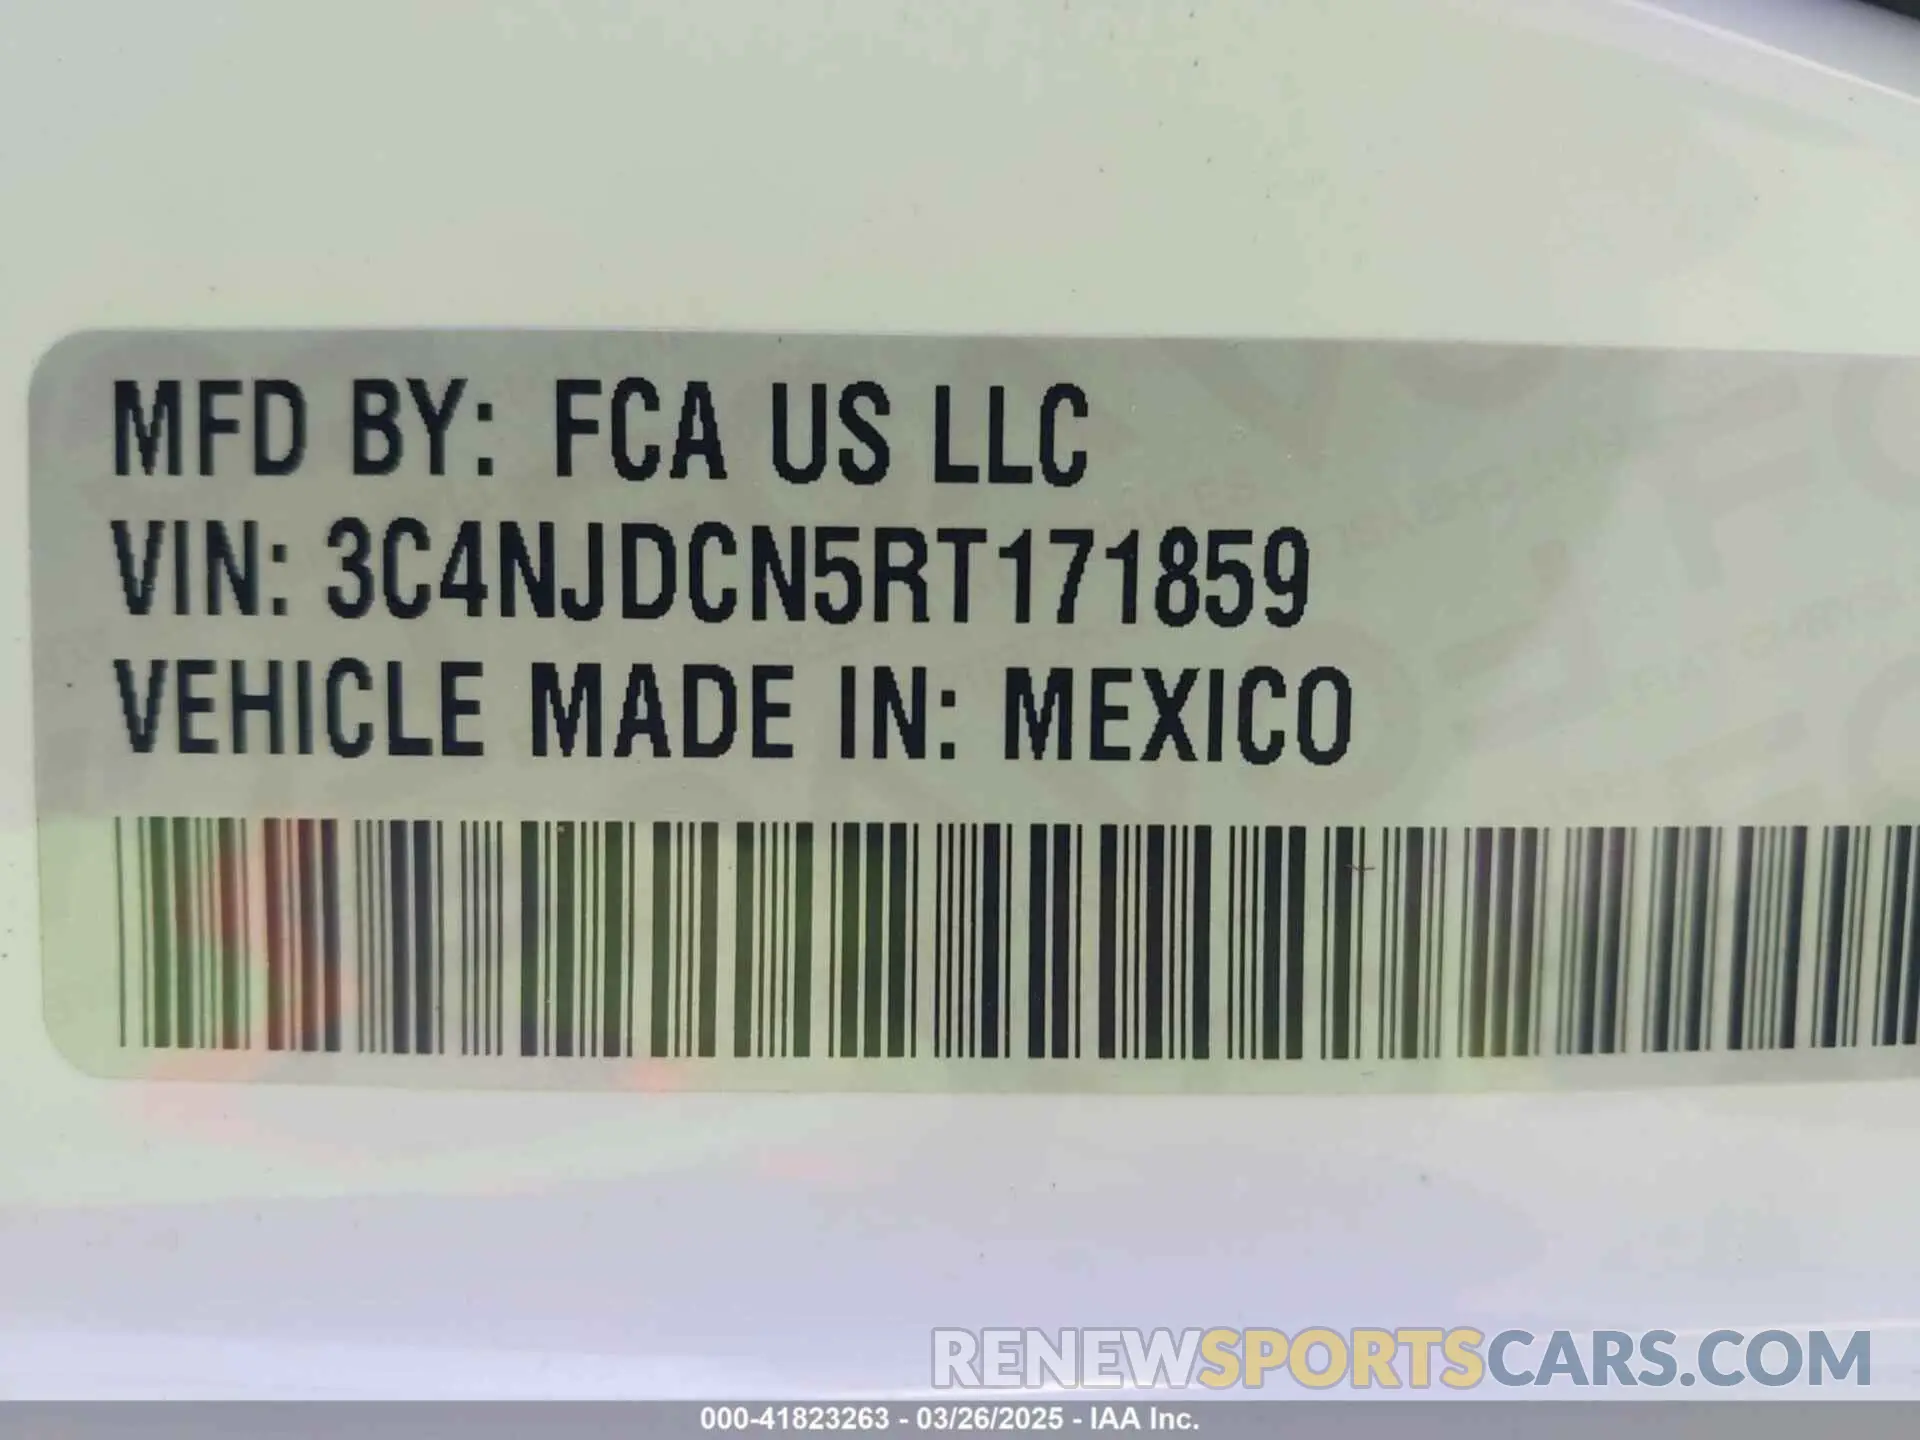 MFD BY: FCA US LLC
VIN: 3C4NJDCN5RT171859
VEHICLE MADE IN: MEXICO
RENEWSPORTSCARS.COM
000-41823263 - 03/26/2025 - IAA Inc.